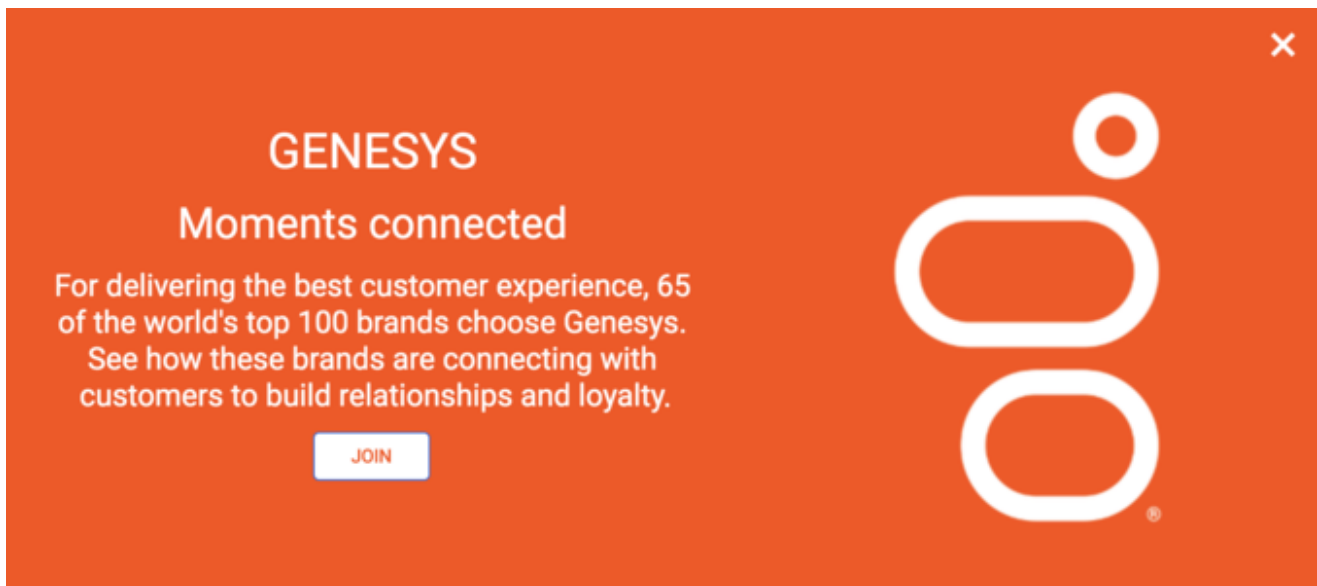 GENESYS
Moments connected
For delivering the best customer experience, 65
of the world's top 100 brands choose Genesys.
See how these brands are connecting with
customers to build relationships and loyalty.
JOIN
®